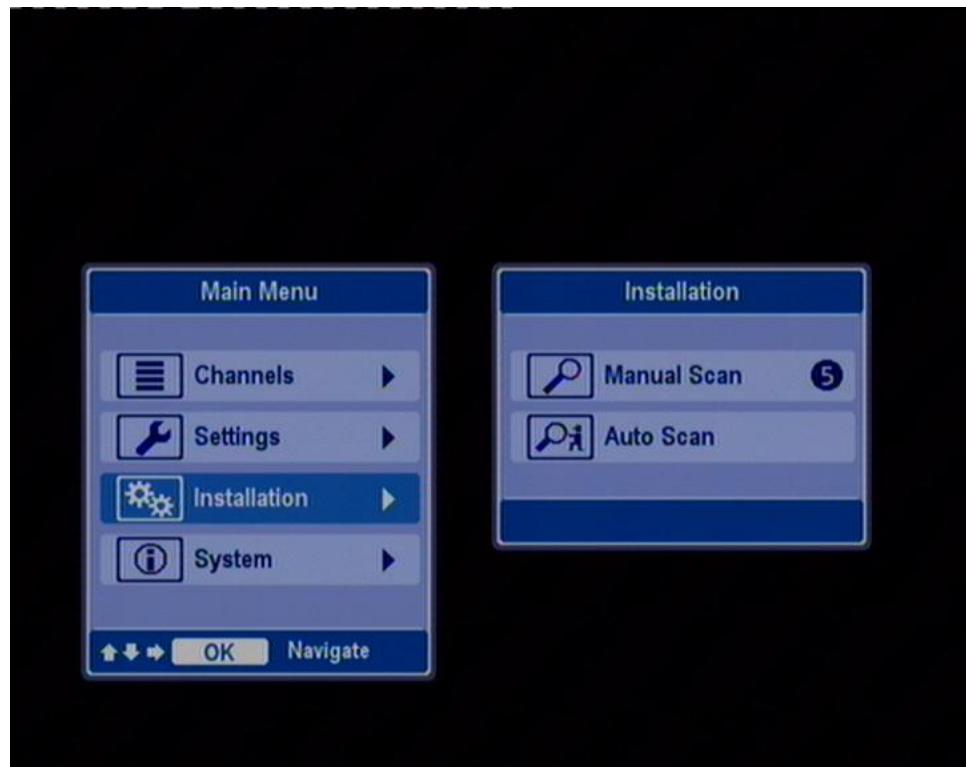 Main Menu
Channels
Settings
Installation
System
OK Navigate
Installation
Manual Scan 5
Auto Scan